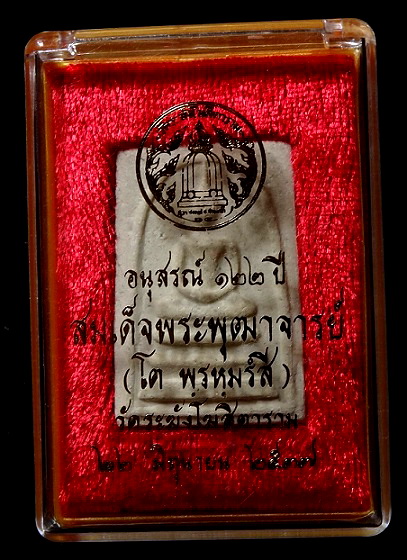 อนุสรณ์ ๑๒๒ ปี
สมเด็จพระพุฒาจารย์
(โต พรหฺมรํสี)
วัดระฆังโฆสิตาราม
๒๒ มิถุนายน ๒๕๓๗